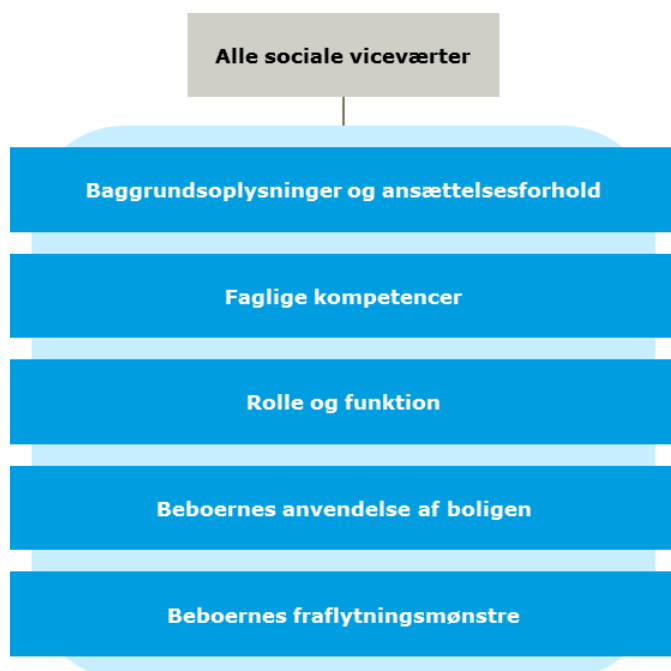 Alle sociale viceværter
Baggrundsoplysninger og ansættelsesforhold
Faglige kompetencer
Rolle og funktion
Beboernes anvendelse af boligen
Beboernes fraflytningsmønstre